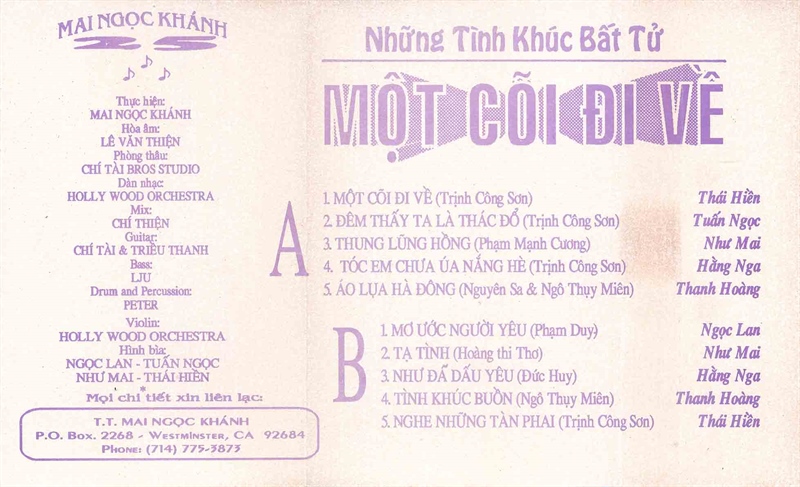 MAI NGỌC KHÁNH
25
Thực hiện:
MAI NGỌC KHÁNH
Hòa âm:
LÊ VĂN THIỆN
Phòng thâu:
CHÍ TÀI BROS STUDIO
Dàn nhạc:
HOLLY WOOD ORCHESTRA
Mix:
CHÍ THIỆN
Guitar:
CHÍ TÀI & TRIỀU THANH
Bass:
LJU
Drum and Percussion:
PETER
Violin:
HOLLY WOOD ORCHESTRA
Hình bìa:
NGỌC LAN - TUẤN NGỌC
NHƯ MAI - THÁI HIỀN
*
Mọi chi tiết xin liên lạc:
T.T. MAI NGỌC KHÁNH
P.O. Box. 2268 - Westminster, CA 92684
Phone: (714) 775-3873
Những Tình Khúc Bất Tử
MỘT CÕI ĐI VỀ
A
1. MỘT CÕI ĐI VỀ (Trịnh Công Sơn) Thái Hiền
2. ĐÊM THẤY TA LÀ THÁC ĐỔ (Trịnh Công Sơn) Tuấn Ngọc
3. THUNG LŨNG HỒNG (Phạm Mạnh Cương) Như Mai
4. TÓC EM CHƯA ÚA NẮNG HÈ (Trịnh Công Sơn) Hằng Nga
5. ÁO LỤA HÀ ĐÔNG (Nguyên Sa & Ngô Thụy Miên) Thanh Hoàng
B
1. MƠ ƯỚC NGƯỜI YÊU (Phạm Duy) Ngọc Lan
2. TẠ TÌNH (Hoàng thi Thơ) Như Mai
3. NHƯ ĐÃ DẤU YÊU (Đức Huy) Hằng Nga
4. TÌNH KHÚC BUỒN (Ngô Thụy Miên) Thanh Hoàng
5. NGHE NHỮNG TÀN PHAI (Trịnh Công Sơn) Thái Hiền